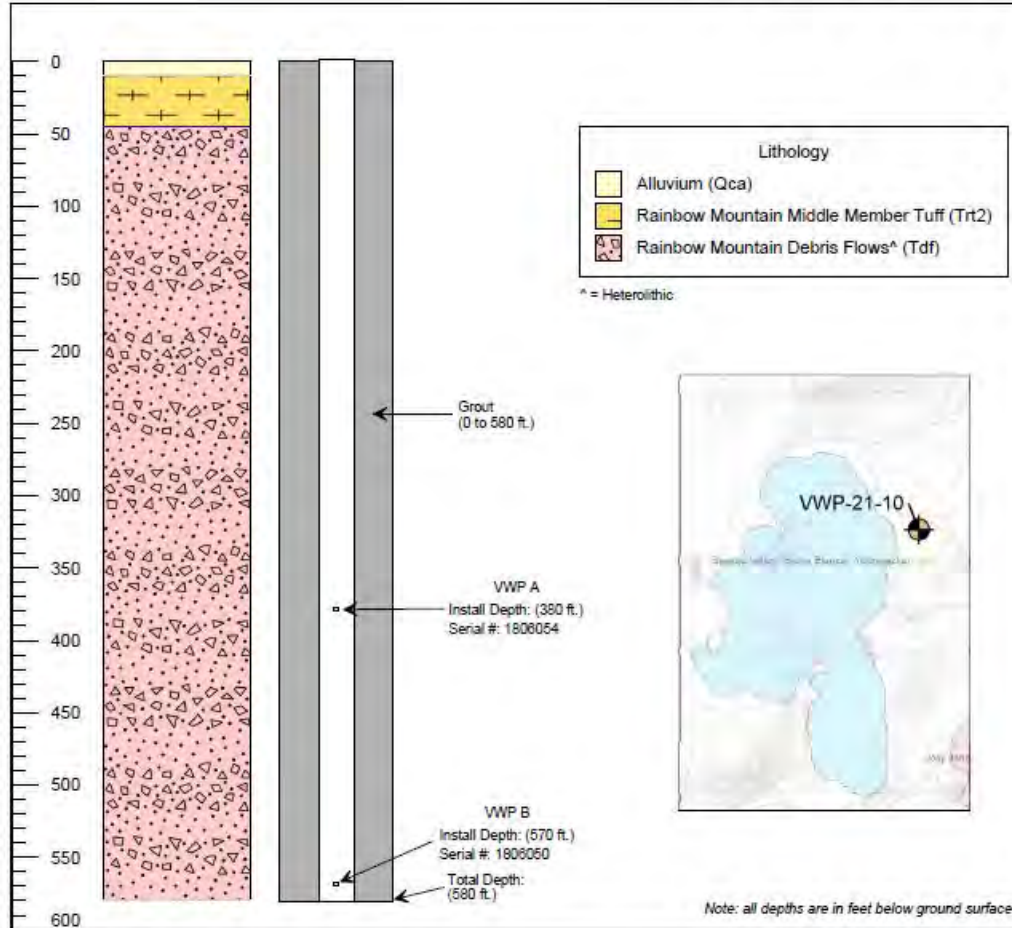 0
50
100
150
200
250
300
350
400
450
500
550
600
Grout
(0 to 580 ft.)
VWP A
Install Depth: (380 ft.)
Serial #: 1806054
VWP B
Install Depth: (570 ft.)
Serial #: 1806050
Total Depth:
(580 ft.)
Lithology
Alluvium (Qca)
Rainbow Mountain Middle Member Tuff (Trt2)
Rainbow Mountain Debris Flows^ (Tdf)
^ = Heterolithic
VWP-21-10
Note: all depths are in feet below ground surface